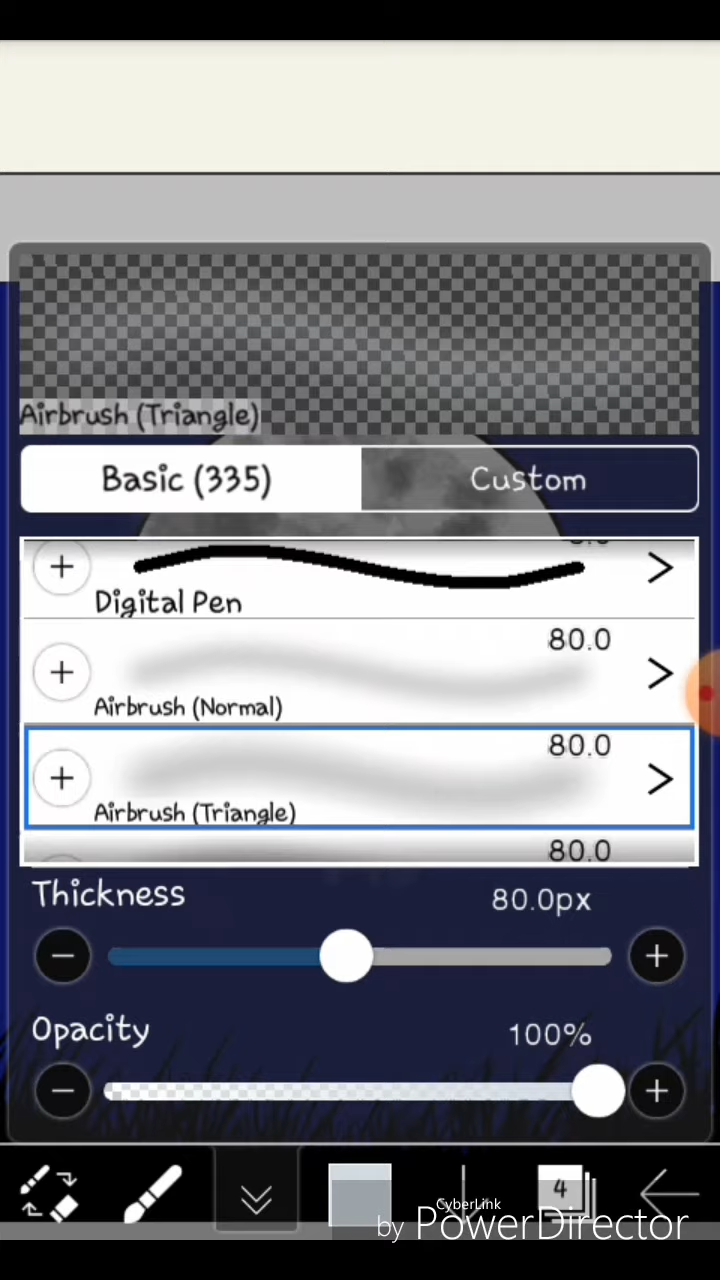 Airbrush (Triangle)
Basic (335)
Custom
Digital Pen
80.0
Airbrush (Normal)
80.0
Airbrush (Triangle)
80.0
Thickness
80.0px
Opacity
100%
4
CyberLink
by PowerDirector